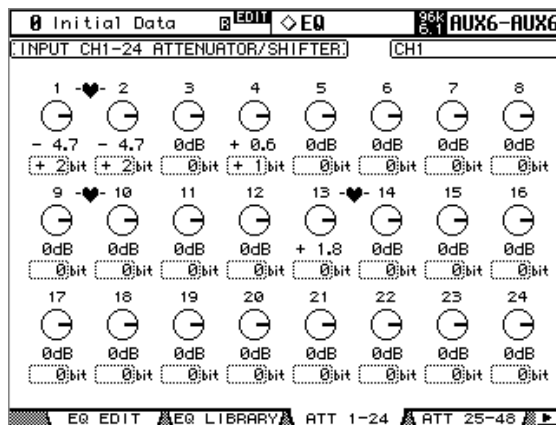 0 Initial Data R EDIT ◇EQ 96k 6.1 AUX6-AUX6
INPUT CH1-24 ATTENUATOR/SHIFTER CH1
1 -♥- 2 3 4 5 6 7 8
- 4.7 - 4.7 0dB + 0.6 0dB 0dB 0dB 0dB
+ 2bit + 2bit 0bit + 1bit 0bit 0bit 0bit 0bit
9 -♥- 10 11 12 13 -♥- 14 15 16
0dB 0dB 0dB 0dB + 1.8 0dB 0dB 0dB
0bit 0bit 0bit 0bit 0bit 0bit 0bit 0bit
17 18 19 20 21 22 23 24
0dB 0dB 0dB 0dB 0dB 0dB 0dB 0dB
0bit 0bit 0bit 0bit 0bit 0bit 0bit 0bit
EQ EDIT EQ LIBRARY ATT 1-24 ATT 25-48